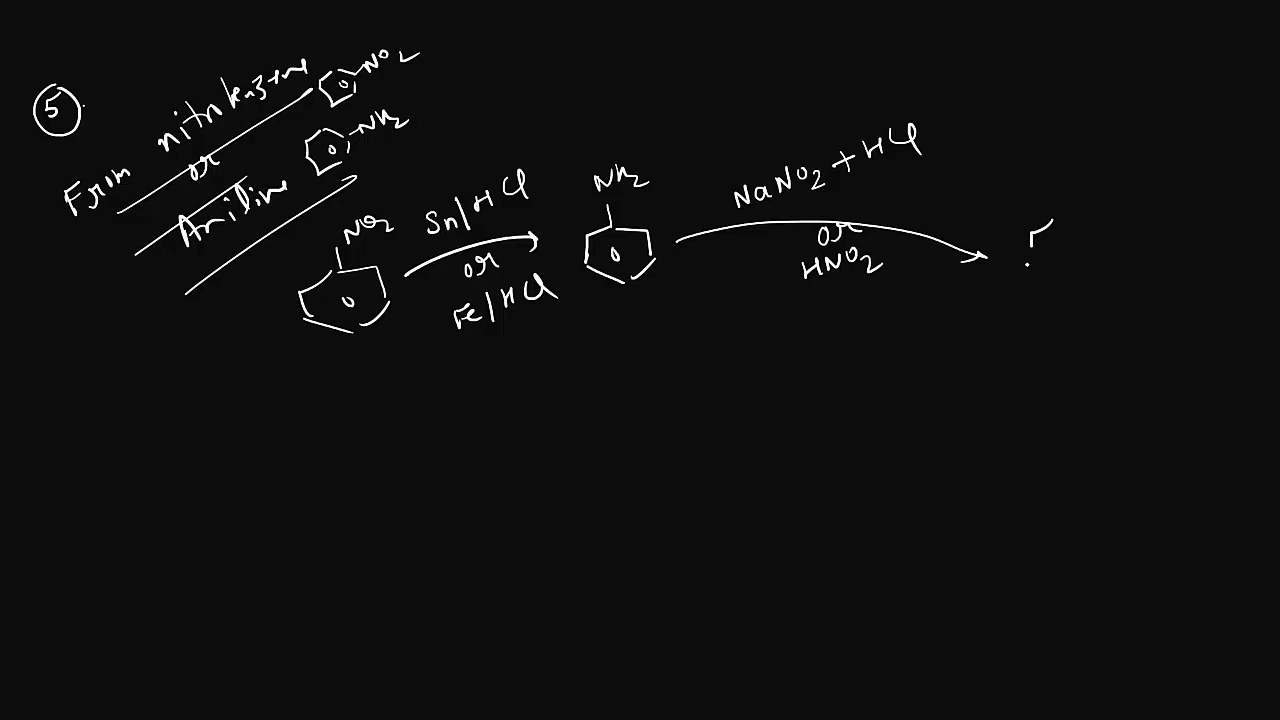 5
From nitrobenzene NO2
or
Aniline NH2
NO2 Sn/HCl NH2 NaNO2 + HCl ?
or or
Fe/HCl HNO2